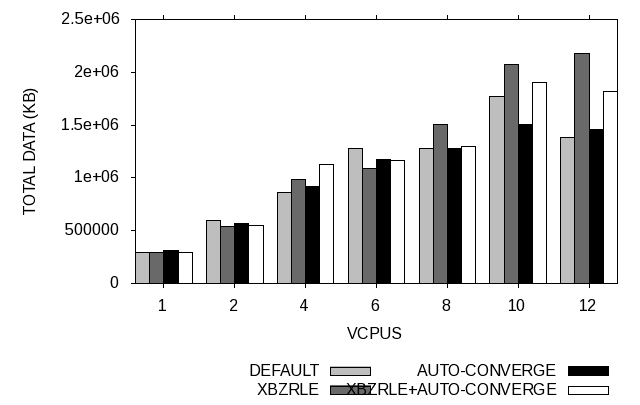 2.5e+06
2e+06
1.5e+06
1e+06
500000
0
TOTAL DATA (KB)
1 2 4 6 8 10 12
VCPUS
DEFAULT AUTO-CONVERGE
XBZRLE XBZRLE+AUTO-CONVERGE